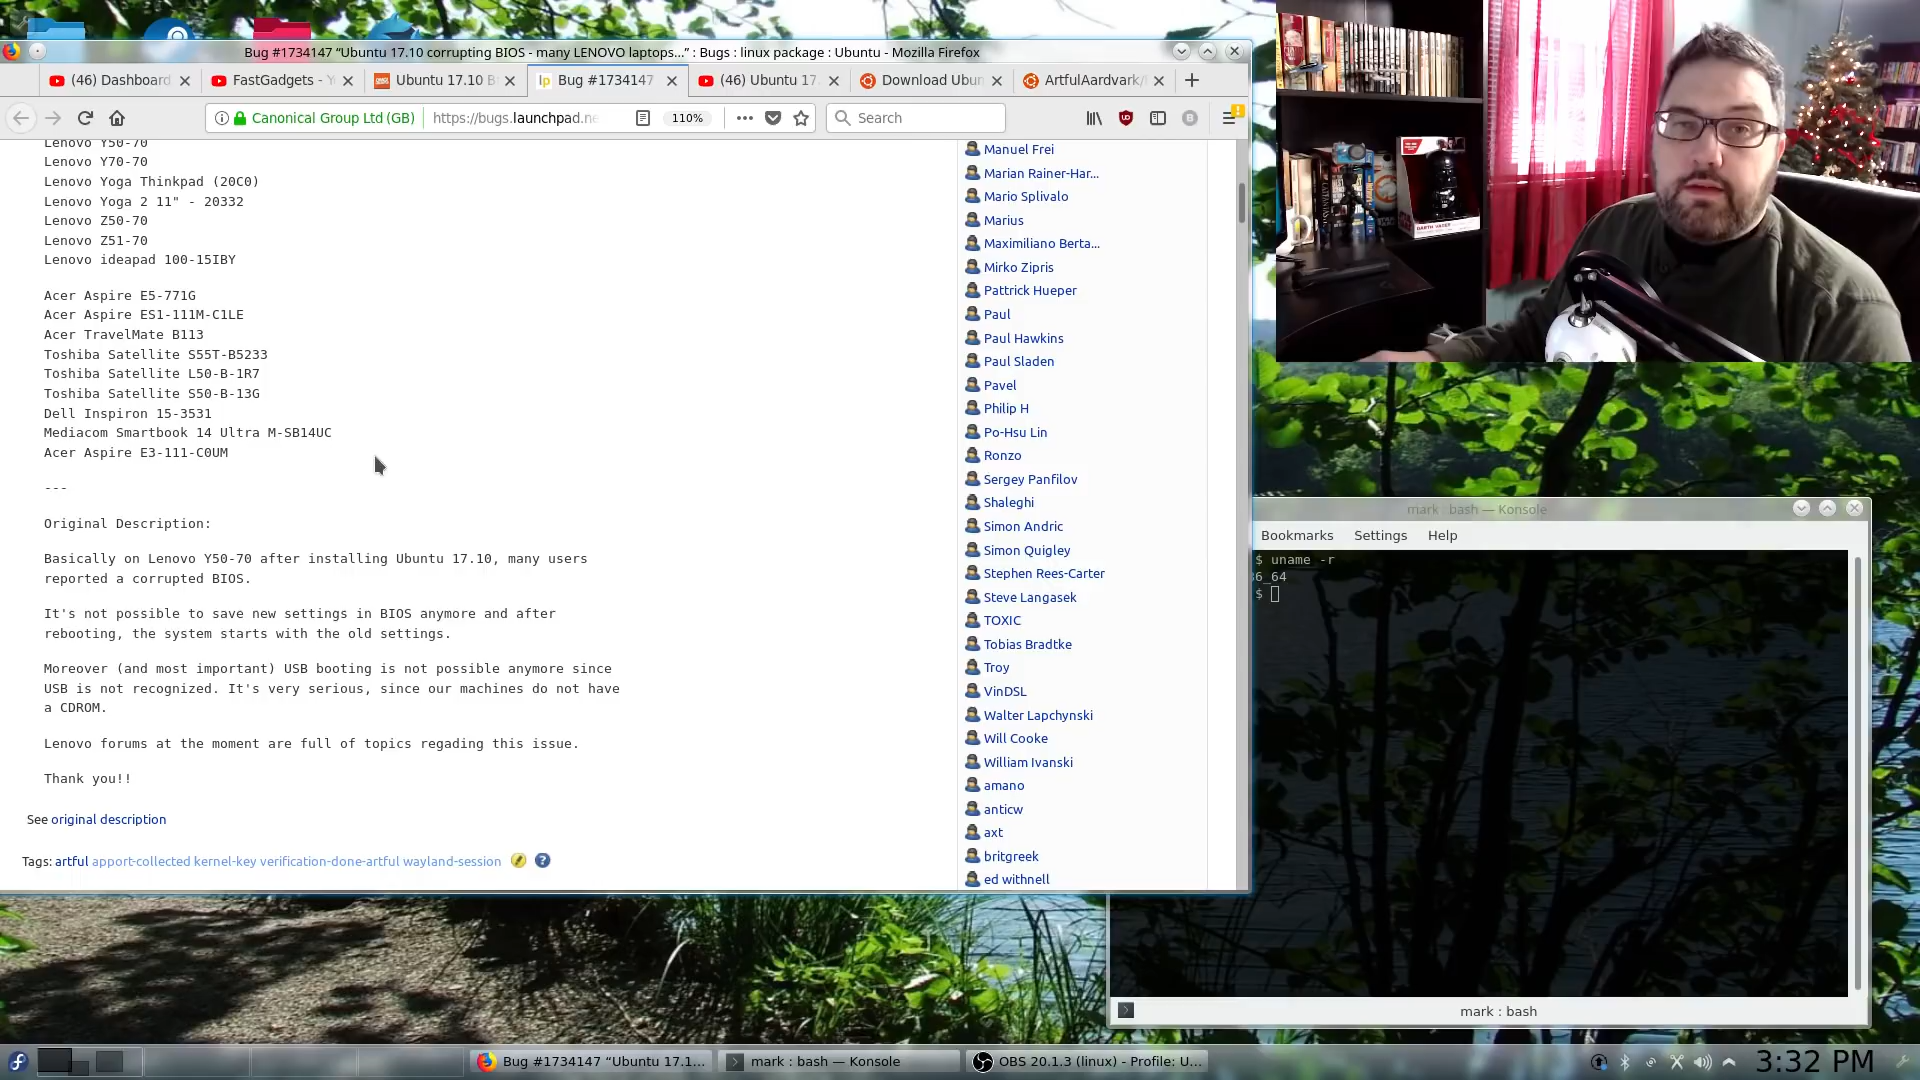 Bug #1734147 “Ubuntu 17.10 corrupting BIOS - many LENOVO laptops...” : Bugs : linux package : Ubuntu - Mozilla Firefox
(46) Dashboard
FastGadgets - Y
Ubuntu 17.10 B
lp Bug #1734147
(46) Ubuntu 17.
Download Ubun
ArtfulAardvark/
Canonical Group Ltd (GB)
https://bugs.launchpad.ne
110%
Search
Lenovo Y50-70
Lenovo Y70-70
Lenovo Yoga Thinkpad (20C0)
Lenovo Yoga 2 11" - 20332
Lenovo Z50-70
Lenovo Z51-70
Lenovo ideapad 100-15IBY
Acer Aspire E5-771G
Acer Aspire ES1-111M-C1LE
Acer TravelMate B113
Toshiba Satellite S55T-B5233
Toshiba Satellite L50-B-1R7
Toshiba Satellite S50-B-13G
Dell Inspiron 15-3531
Mediacom Smartbook 14 Ultra M-SB14UC
Acer Aspire E3-111-C0UM
---
Original Description:
Basically on Lenovo Y50-70 after installing Ubuntu 17.10, many users
reported a corrupted BIOS.
It's not possible to save new settings in BIOS anymore and after
rebooting, the system starts with the old settings.
Moreover (and most important) USB booting is not possible anymore since
USB is not recognized. It's very serious, since our machines do not have
a CDROM.
Lenovo forums at the moment are full of topics regading this issue.
Thank you!!
See original description
Tags: artful apport-collected kernel-key verification-done-artful wayland-session
Manuel Frei
Marian Rainer-Har...
Mario Splivalo
Marius
Maximiliano Berta...
Mirko Zipris
Pattrick Hueper
Paul
Paul Hawkins
Paul Sladen
Pavel
Philip H
Po-Hsu Lin
Ronzo
Sergey Panfilov
Shaleghi
Simon Andric
Simon Quigley
Stephen Rees-Carter
Steve Langasek
TOXIC
Tobias Bradtke
Troy
VinDSL
Walter Lapchynski
Will Cooke
William Ivanski
amano
anticw
axt
britgreek
ed withnell
DARTH VADER
mark : bash — Konsole
Bookmarks Settings Help
$ uname -r
86_64
$
mark : bash
Bug #1734147 “Ubuntu 17.1...
mark : bash — Konsole
OBS 20.1.3 (linux) - Profile: U...
3:32 PM